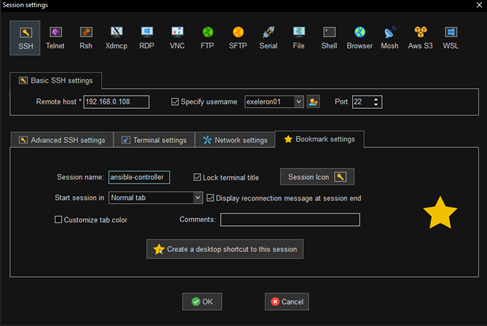 Session settings
SSH Telnet Rsh Xdmcp RDP VNC FTP SFTP Serial File Shell Browser Mosh Aws S3 WSL
Basic SSH settings
Remote host * 192.168.0.108 Specify username exeleron01 Port 22
Advanced SSH settings Terminal settings Network settings Bookmark settings
Session name: ansible-controller Lock terminal title Session Icon
Start session in Normal tab Display reconnection message at session end
Customize tab color Comments:
Create a desktop shortcut to this session
OK Cancel